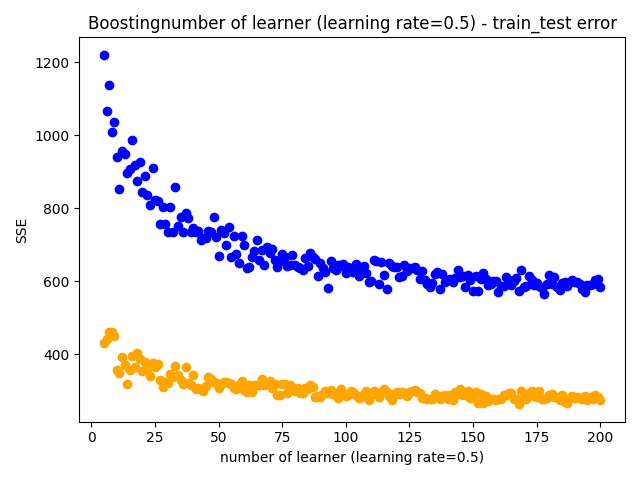 Boostingnumber of learner (learning rate=0.5) - train_test error
1200
1000
800
600
400
SSE
0 25 50 75 100 125 150 175 200
number of learner (learning rate=0.5)